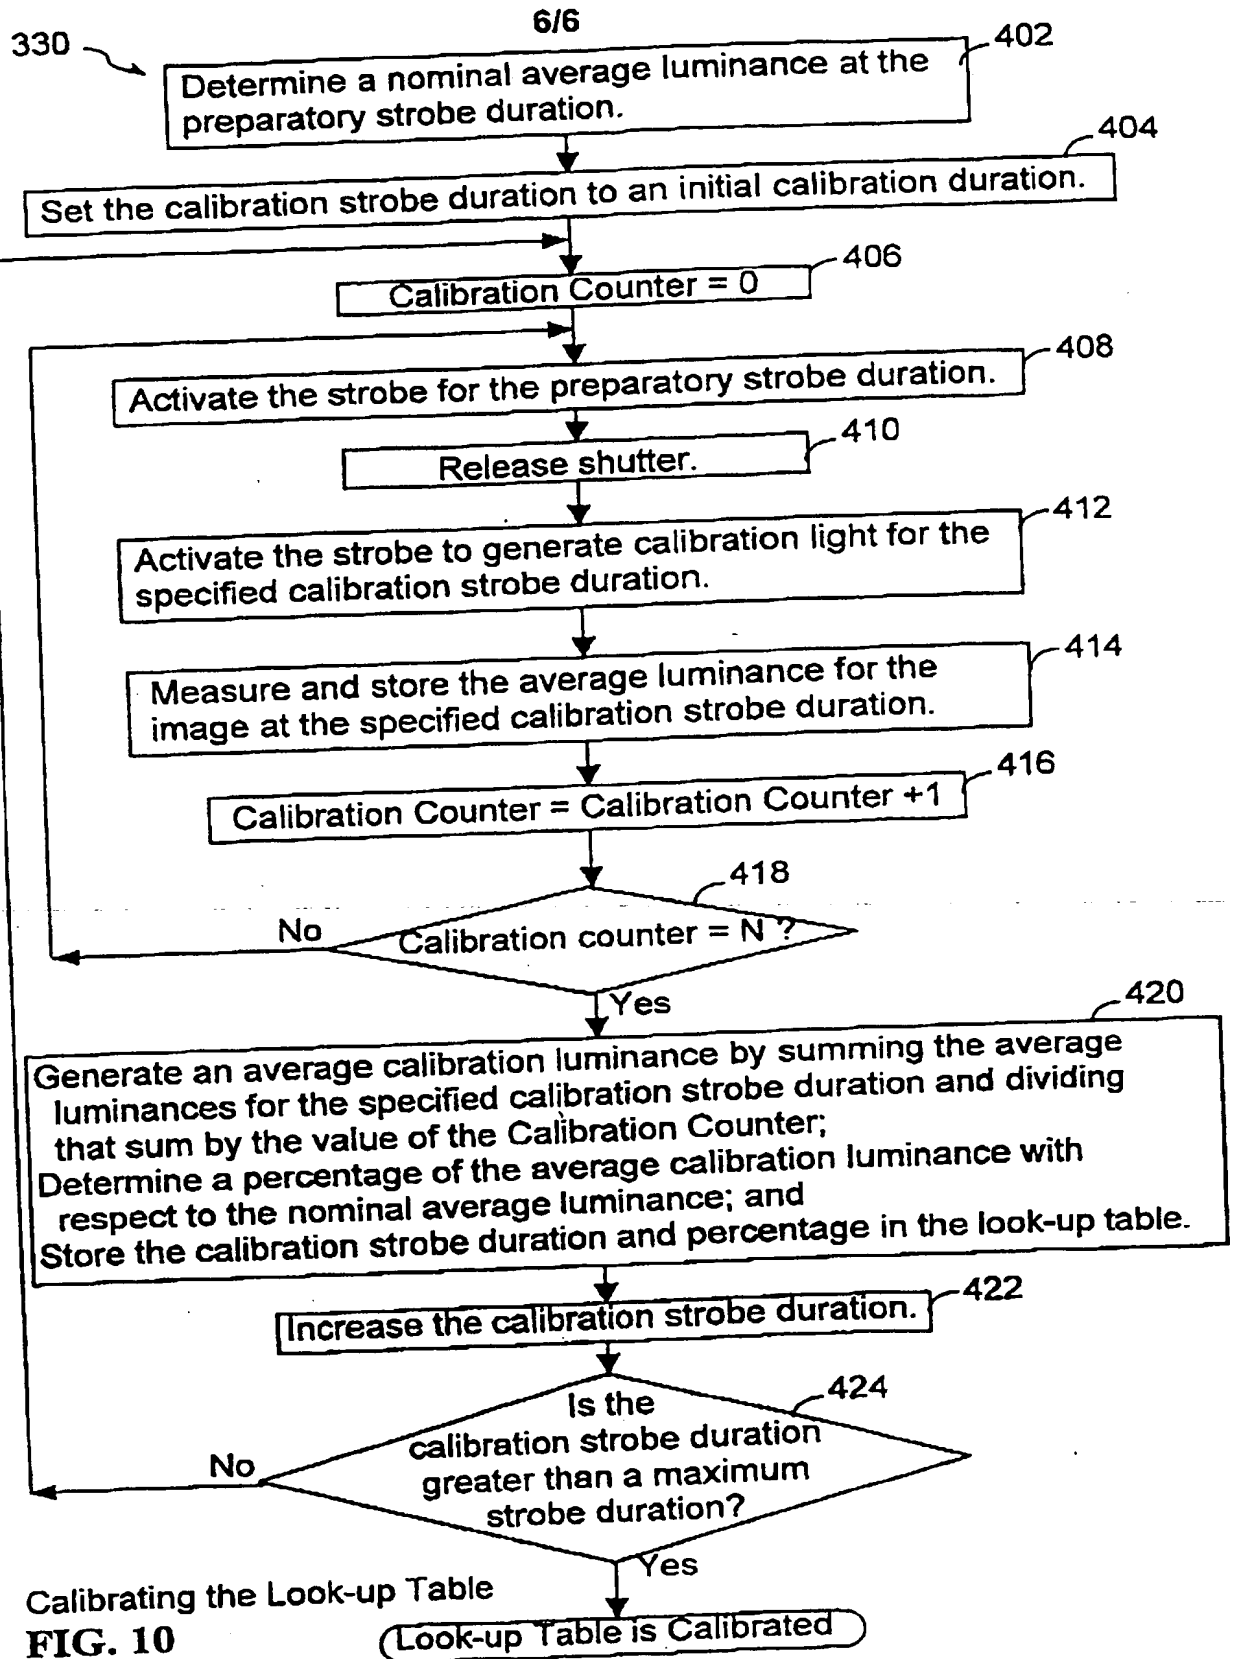 6/6
330
402
Determine a nominal average luminance at the
preparatory strobe duration.
404
Set the calibration strobe duration to an initial calibration duration.
406
Calibration Counter = 0
408
Activate the strobe for the preparatory strobe duration.
410
Release shutter.
412
Activate the strobe to generate calibration light for the
specified calibration strobe duration.
414
Measure and store the average luminance for the
image at the specified calibration strobe duration.
416
Calibration Counter = Calibration Counter +1
418
No
Calibration counter = N ?
Yes
420
Generate an average calibration luminance by summing the average
luminances for the specified calibration strobe duration and dividing
that sum by the value of the Calibration Counter;
Determine a percentage of the average calibration luminance with
respect to the nominal average luminance; and
Store the calibration strobe duration and percentage in the look-up table.
422
Increase the calibration strobe duration.
424
Is the
calibration strobe duration
greater than a maximum
strobe duration?
No
Yes
Calibrating the Look-up Table
FIG. 10
Look-up Table is Calibrated